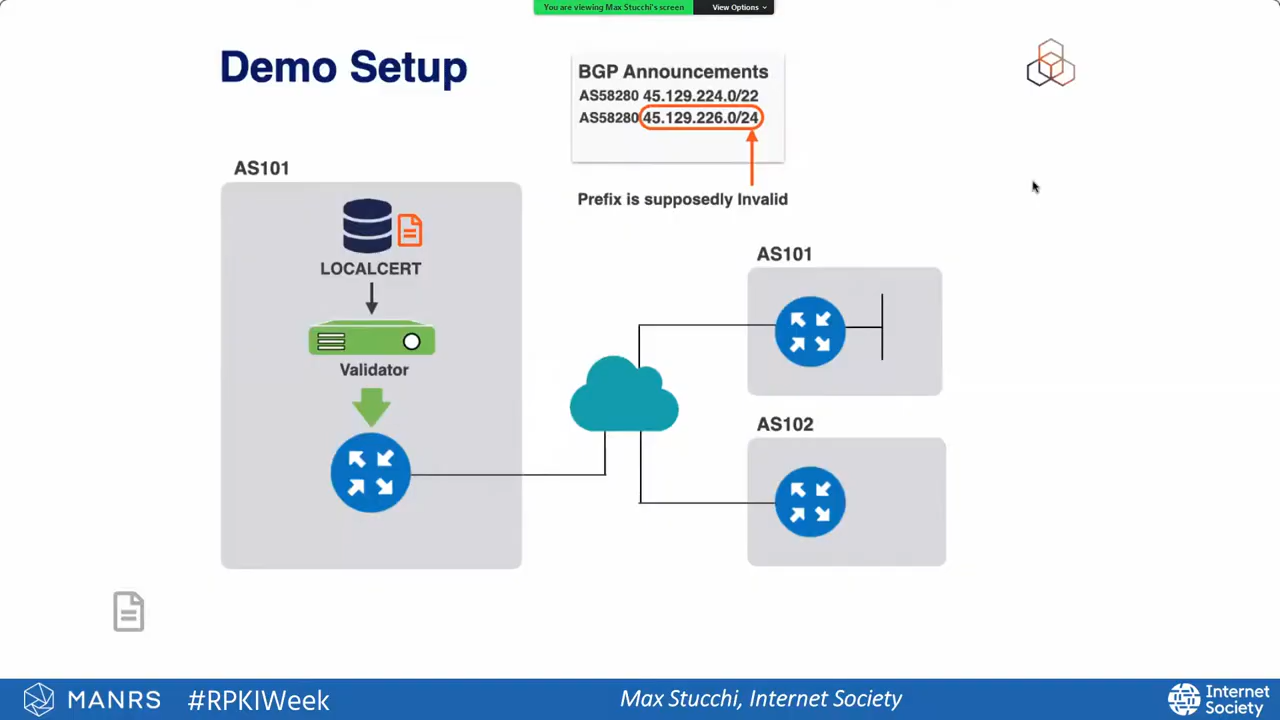 You are viewing Max Stucchi's screen
View Options
Demo Setup
BGP Announcements
AS58280 45.129.224.0/22
AS58280 45.129.226.0/24
Prefix is supposedly Invalid
AS101
LOCALCERT
Validator
AS101
AS102
MANRS
#RPKIWeek
Max Stucchi, Internet Society
Internet
Society